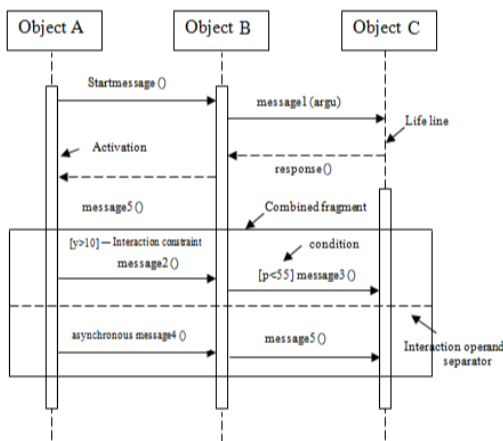 Object A
Object B
Object C
Startmessage ()
message1 (argu)
Life line
Activation
response()
message5 ()
Combined fragment
[y>10] — Interaction constraint
condition
message2 ()
[p<55] message3 ()
asynchronous message4 ()
message5 ()
Interaction operand
separator